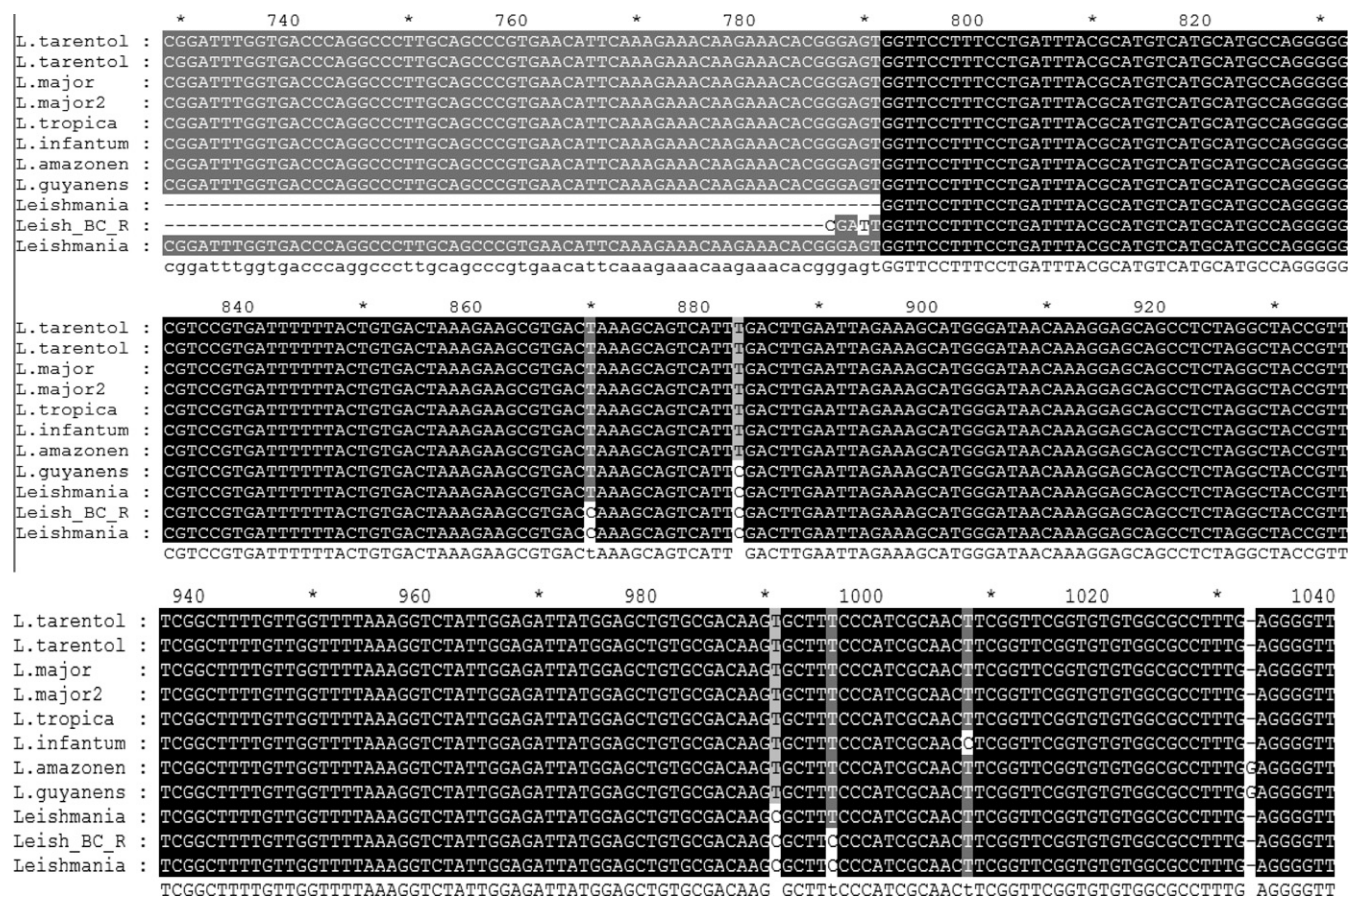 * 740 * 760 * 780 * 800 * 820 *
L.tarentol : CGGATTTGGTGACCCAGGCCCTTGCAGCCCGTGAACATTCAAAGAAACAAGAAACACGGGAGTGGTTCCTTTCCTGATTTACGCATGTCATGCATGCCAGGGGG
L.tarentol : CGGATTTGGTGACCCAGGCCCTTGCAGCCCGTGAACATTCAAAGAAACAAGAAACACGGGAGTGGTTCCTTTCCTGATTTACGCATGTCATGCATGCCAGGGGG
L.major : CGGATTTGGTGACCCAGGCCCTTGCAGCCCGTGAACATTCAAAGAAACAAGAAACACGGGAGTGGTTCCTTTCCTGATTTACGCATGTCATGCATGCCAGGGGG
L.major2 : CGGATTTGGTGACCCAGGCCCTTGCAGCCCGTGAACATTCAAAGAAACAAGAAACACGGGAGTGGTTCCTTTCCTGATTTACGCATGTCATGCATGCCAGGGGG
L.tropica : CGGATTTGGTGACCCAGGCCCTTGCAGCCCGTGAACATTCAAAGAAACAAGAAACACGGGAGTGGTTCCTTTCCTGATTTACGCATGTCATGCATGCCAGGGGG
L.infantum : CGGATTTGGTGACCCAGGCCCTTGCAGCCCGTGAACATTCAAAGAAACAAGAAACACGGGAGTGGTTCCTTTCCTGATTTACGCATGTCATGCATGCCAGGGGG
L.amazonen : CGGATTTGGTGACCCAGGCCCTTGCAGCCCGTGAACATTCAAAGAAACAAGAAACACGGGAGTGGTTCCTTTCCTGATTTACGCATGTCATGCATGCCAGGGGG
L.guyanens : CGGATTTGGTGACCCAGGCCCTTGCAGCCCGTGAACATTCAAAGAAACAAGAAACACGGGAGTGGTTCCTTTCCTGATTTACGCATGTCATGCATGCCAGGGGG
Leishmania : ---------------------------------------------------------------GGTTCCTTTCCTGATTTACGCATGTCATGCATGCCAGGGGG
Leish_BC_R : ----------------------------------------------------------CGATTGGTTCCTTTCCTGATTTACGCATGTCATGCATGCCAGGGGG
Leishmania : CGGATTTGGTGACCCAGGCCCTTGCAGCCCGTGAACATTCAAAGAAACAAGAAACACGGGAGTGGTTCCTTTCCTGATTTACGCATGTCATGCATGCCAGGGGG
cggatttggtgacccaggcccttgcagcccgtgaacattcaaagaaacaagaaacacgggagtGGTTCCTTTCCTGATTTACGCATGTCATGCATGCCAGGGGG
840 * 860 * 880 * 900 * 920 *
L.tarentol : CGTCCGTGATTTTTTACTGTGACTAAAGAAGCGTGACTAAAGCAGTCATTTGACTTGAATTAGAAAGCATGGGATAACAAAGGAGCAGCCTCTAGGCTACCGTT
L.tarentol : CGTCCGTGATTTTTTACTGTGACTAAAGAAGCGTGACTAAAGCAGTCATTTGACTTGAATTAGAAAGCATGGGATAACAAAGGAGCAGCCTCTAGGCTACCGTT
L.major : CGTCCGTGATTTTTTACTGTGACTAAAGAAGCGTGACTAAAGCAGTCATTTGACTTGAATTAGAAAGCATGGGATAACAAAGGAGCAGCCTCTAGGCTACCGTT
L.major2 : CGTCCGTGATTTTTTACTGTGACTAAAGAAGCGTGACTAAAGCAGTCATTTGACTTGAATTAGAAAGCATGGGATAACAAAGGAGCAGCCTCTAGGCTACCGTT
L.tropica : CGTCCGTGATTTTTTACTGTGACTAAAGAAGCGTGACTAAAGCAGTCATTTGACTTGAATTAGAAAGCATGGGATAACAAAGGAGCAGCCTCTAGGCTACCGTT
L.infantum : CGTCCGTGATTTTTTACTGTGACTAAAGAAGCGTGACTAAAGCAGTCATTTGACTTGAATTAGAAAGCATGGGATAACAAAGGAGCAGCCTCTAGGCTACCGTT
L.amazonen : CGTCCGTGATTTTTTACTGTGACTAAAGAAGCGTGACTAAAGCAGTCATTTGACTTGAATTAGAAAGCATGGGATAACAAAGGAGCAGCCTCTAGGCTACCGTT
L.guyanens : CGTCCGTGATTTTTTACTGTGACTAAAGAAGCGTGACTAAAGCAGTCATTCGACTTGAATTAGAAAGCATGGGATAACAAAGGAGCAGCCTCTAGGCTACCGTT
Leishmania : CGTCCGTGATTTTTTACTGTGACTAAAGAAGCGTGACTAAAGCAGTCATTCGACTTGAATTAGAAAGCATGGGATAACAAAGGAGCAGCCTCTAGGCTACCGTT
Leish_BC_R : CGTCCGTGATTTTTTACTGTGACTAAAGAAGCGTGACCAAAGCAGTCATTCGACTTGAATTAGAAAGCATGGGATAACAAAGGAGCAGCCTCTAGGCTACCGTT
Leishmania : CGTCCGTGATTTTTTACTGTGACTAAAGAAGCGTGACCAAAGCAGTCATTCGACTTGAATTAGAAAGCATGGGATAACAAAGGAGCAGCCTCTAGGCTACCGTT
CGTCCGTGATTTTTTACTGTGACTAAAGAAGCGTGACtAAAGCAGTCATT GACTTGAATTAGAAAGCATGGGATAACAAAGGAGCAGCCTCTAGGCTACCGTT
940 * 960 * 980 * 1000 * 1020 * 1040
L.tarentol : TCGGCTTTTGTTGGTTTTAAAGGTCTATTGGAGATTATGGAGCTGTGCGACAAGTGCTTTCCCATCGCAACTTCGGTTCGGTGTGTGGCGCCTTTG-AGGGGTT
L.tarentol : TCGGCTTTTGTTGGTTTTAAAGGTCTATTGGAGATTATGGAGCTGTGCGACAAGTGCTTTCCCATCGCAACTTCGGTTCGGTGTGTGGCGCCTTTG-AGGGGTT
L.major : TCGGCTTTTGTTGGTTTTAAAGGTCTATTGGAGATTATGGAGCTGTGCGACAAGTGCTTTCCCATCGCAACTTCGGTTCGGTGTGTGGCGCCTTTG-AGGGGTT
L.major2 : TCGGCTTTTGTTGGTTTTAAAGGTCTATTGGAGATTATGGAGCTGTGCGACAAGTGCTTTCCCATCGCAACTTCGGTTCGGTGTGTGGCGCCTTTG-AGGGGTT
L.tropica : TCGGCTTTTGTTGGTTTTAAAGGTCTATTGGAGATTATGGAGCTGTGCGACAAGTGCTTTCCCATCGCAACTTCGGTTCGGTGTGTGGCGCCTTTG-AGGGGTT
L.infantum : TCGGCTTTTGTTGGTTTTAAAGGTCTATTGGAGATTATGGAGCTGTGCGACAAGTGCTTTCCCATCGCAACCTCGGTTCGGTGTGTGGCGCCTTTG-AGGGGTT
L.amazonen : TCGGCTTTTGTTGGTTTTAAAGGTCTATTGGAGATTATGGAGCTGTGCGACAAGTGCTTTCCCATCGCAACTTCGGTTCGGTGTGTGGCGCCTTTGGAGGGGTT
L.guyanens : TCGGCTTTTGTTGGTTTTAAAGGTCTATTGGAGATTATGGAGCTGTGCGACAAGTGCTTTCCCATCGCAACTTCGGTTCGGTGTGTGGCGCCTTTGGAGGGGTT
Leishmania : TCGGCTTTTGTTGGTTTTAAAGGTCTATTGGAGATTATGGAGCTGTGCGACAAGCGCTTTCCCATCGCAACTTCGGTTCGGTGTGTGGCGCCTTTG-AGGGGTT
Leish_BC_R : TCGGCTTTTGTTGGTTTTAAAGGTCTATTGGAGATTATGGAGCTGTGCGACAAGCGCTTCCCCATCGCAACTTCGGTTCGGTGTGTGGCGCCTTTG-AGGGGTT
Leishmania : TCGGCTTTTGTTGGTTTTAAAGGTCTATTGGAGATTATGGAGCTGTGCGACAAGCGCTTCCCCATCGCAACTTCGGTTCGGTGTGTGGCGCCTTTG-AGGGGTT
TCGGCTTTTGTTGGTTTTAAAGGTCTATTGGAGATTATGGAGCTGTGCGACAAG GCTTtCCCATCGCAACtTCGGTTCGGTGTGTGGCGCCTTTG AGGGGTT